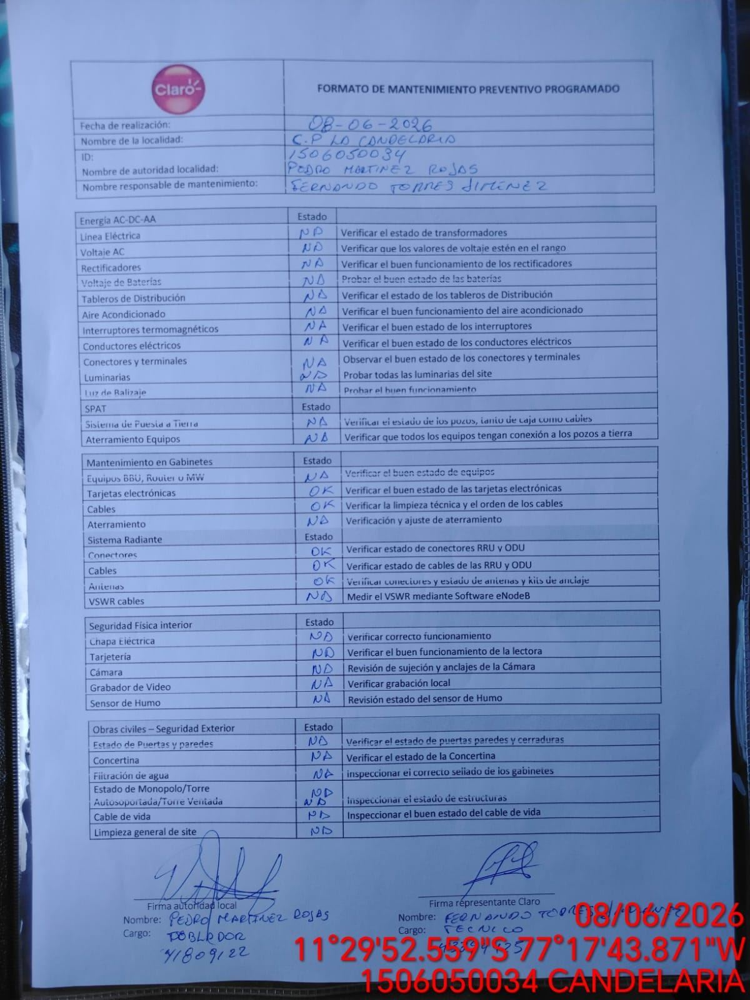 Claro
FORMATO DE MANTENIMIENTO PREVENTIVO PROGRAMADO
Fecha de realización: 08-06-2026
Nombre de la localidad: C.P LA CANDELARIA
ID: 1506050034
Nombre de autoridad localidad: PEDRO MARTINEZ ROJAS
Nombre responsable de mantenimiento: FERNANDO TORRES JIMENEZ
Energía AC-DC-AA Estado
Línea Eléctrica NA Verificar el estado de transformadores
Voltaje AC NA Verificar que los valores de voltaje estén en el rango
Rectificadores NA Verificar el buen funcionamiento de los rectificadores
Voltaje de Baterías NA Probar el buen estado de las baterías
Tableros de Distribución NA Verificar el estado de los tableros de Distribución
Aire Acondicionado NA Verificar el buen funcionamiento del aire acondicionado
Interruptores termomagnéticos NA Verificar el buen estado de los interruptores
Conductores eléctricos NA Verificar el buen estado de los conductores eléctricos
Conectores y terminales NA Observar el buen estado de los conectores y terminales
Luminarias NA Probar todas las luminarias del site
Luz de Balizaje NA Probar el buen funcionamiento
SPAT Estado
Sistema de Puesta a Tierra NA Verificar el estado de los pozos, tanto de caja como cables
Aterramiento Equipos NA Verificar que todos los equipos tengan conexión a los pozos a tierra
Mantenimiento en Gabinetes Estado
Equipos BBU, Router o MW NA Verificar el buen estado de equipos
Tarjetas electrónicas OK Verificar el buen estado de las tarjetas electrónicas
Cables OK Verificar la limpieza técnica y el orden de los cables
Aterramiento NA Verificación y ajuste de aterramiento
Sistema Radiante Estado
Conectores OK Verificar estado de conectores RRU y ODU
Cables OK Verificar estado de cables de las RRU y ODU
Antenas OK Verificar conectores y estado de antenas y kits de anclaje
VSWR cables NA Medir el VSWR mediante Software eNodeB
Seguridad Física interior Estado
Chapa Eléctrica NA Verificar correcto funcionamiento
Tarjetería NA Verificar el buen funcionamiento de la lectora
Cámara NA Revisión de sujeción y anclajes de la Cámara
Grabador de Video NA Verificar grabación local
Sensor de Humo NA Revisión estado del sensor de Humo
Obras civiles – Seguridad Exterior Estado
Estado de Puertas y paredes NA Verificar el estado de puertas paredes y cerraduras
Concertina NA Verificar el estado de la Concertina
Filtración de agua NA Inspeccionar el correcto sellado de los gabinetes
Estado de Monopolo/Torre NA
Autosoportada/Torre Ventada NA Inspeccionar el estado de estructuras
Cable de vida NA Inspeccionar el buen estado del cable de vida
Limpieza general de site NA
Firma autoridad local Firma representante Claro
Nombre: PEDRO MARTINEZ ROJAS Nombre: FERNANDO TORRES
Cargo: POBLADOR Cargo: TECNICO
41809122
08/06/2026
11°29'52.559"S 77°17'43.871"W
1506050034 CANDELARIA